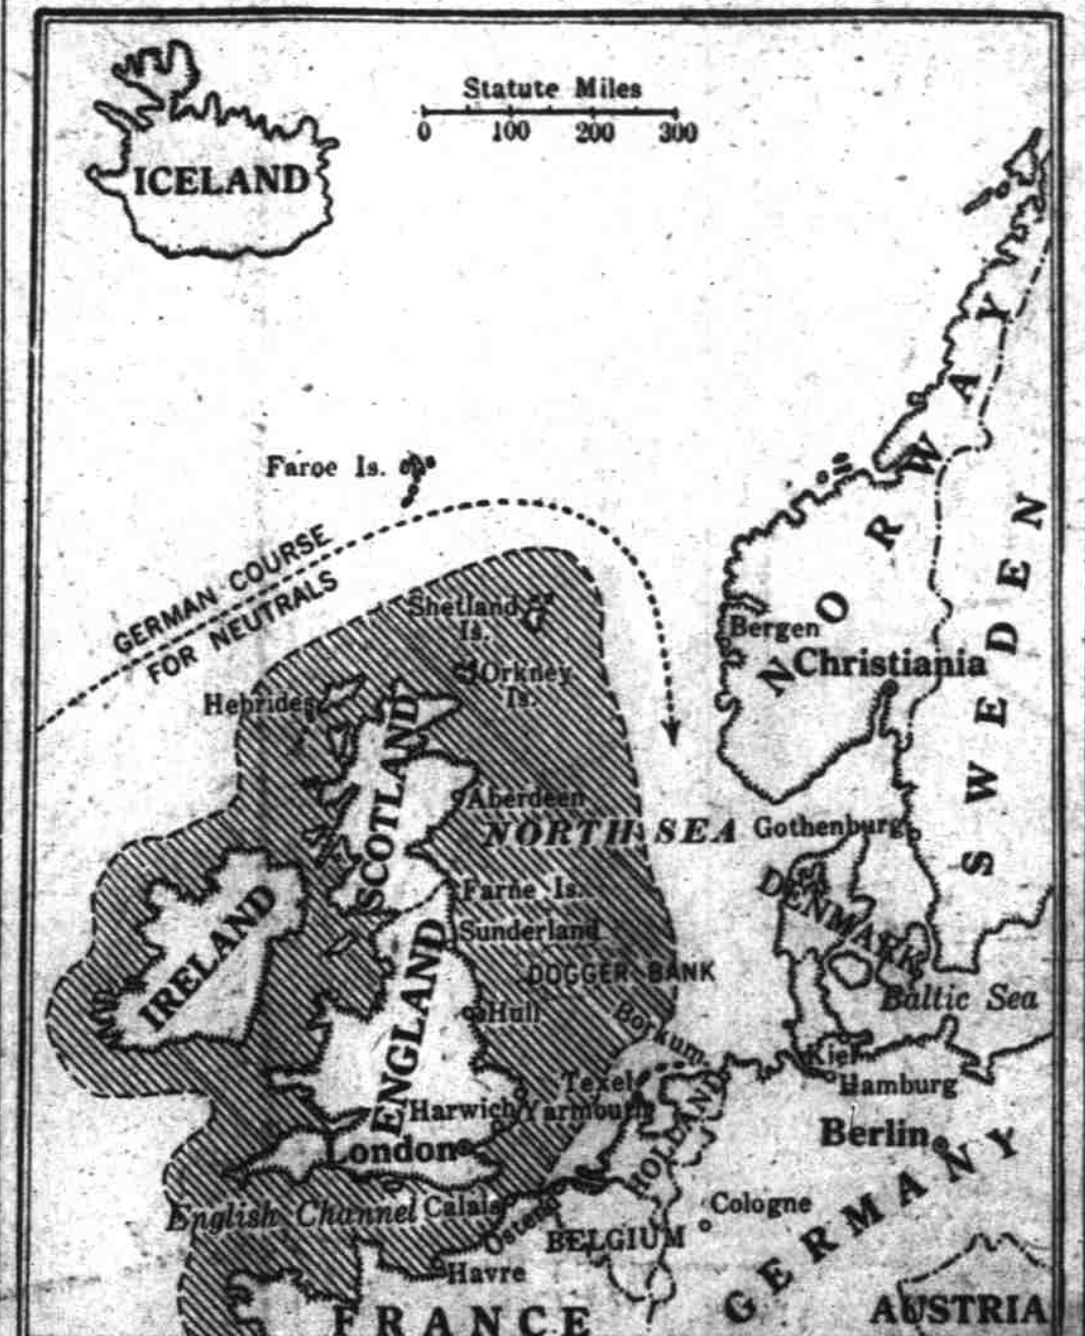 Statute Miles
0 100 200 300
ICELAND
Faroe Is.
GERMAN COURSE
FOR NEUTRALS
NORWAY
SWEDEN
Shetland
Is.
Bergen
Orkney
Is.
Christiania
Hebrides
SCOTLAND
Aberdeen
NORTH SEA
Gothenburg
DENMARK
Farne Is.
Sunderland
IRELAND
DOGGER BANK
Baltic Sea
ENGLAND
Hull
Borkum
Kiel
Texel
Hamburg
Harwich
Yarmouth
HOLLAND
London
Berlin
English Channel
Calais
Cologne
Ostend
BELGIUM
GERMANY
Havre
FRANCE
AUSTRIA